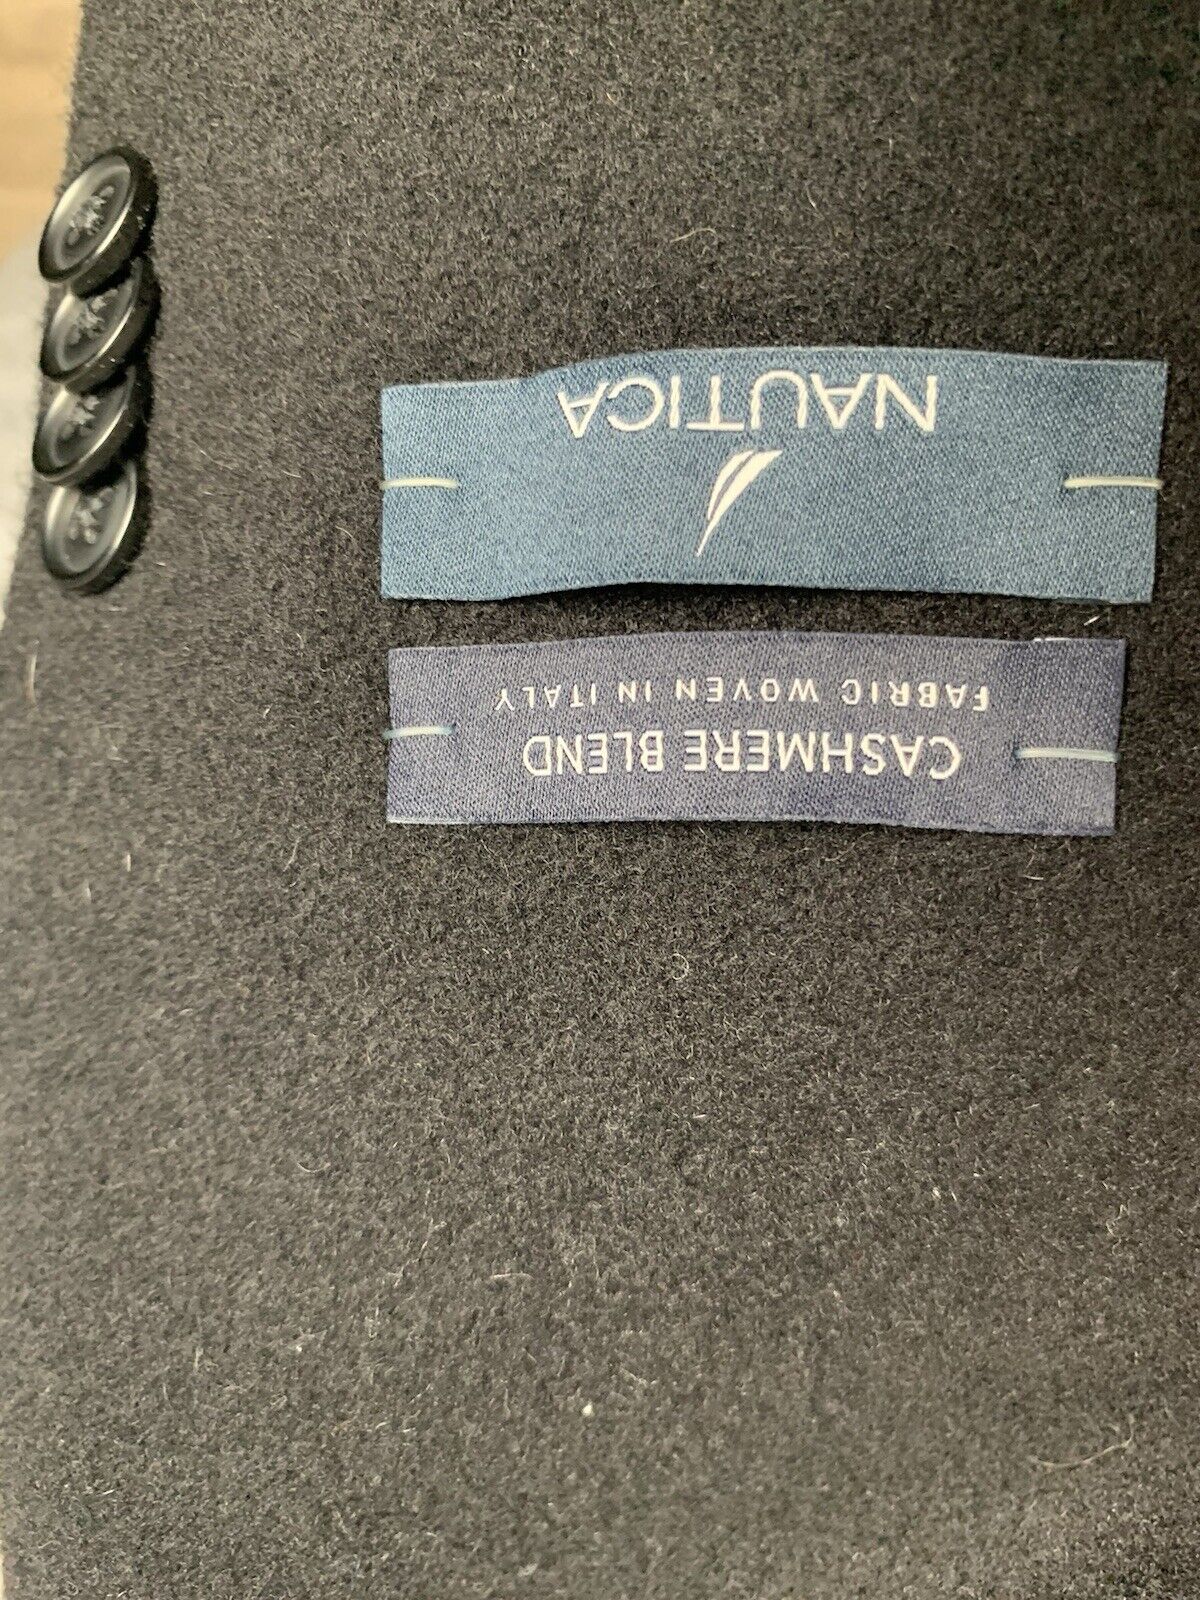 CASHMERE BLEND
FABRIC WOVEN IN ITALY
NAUTICA